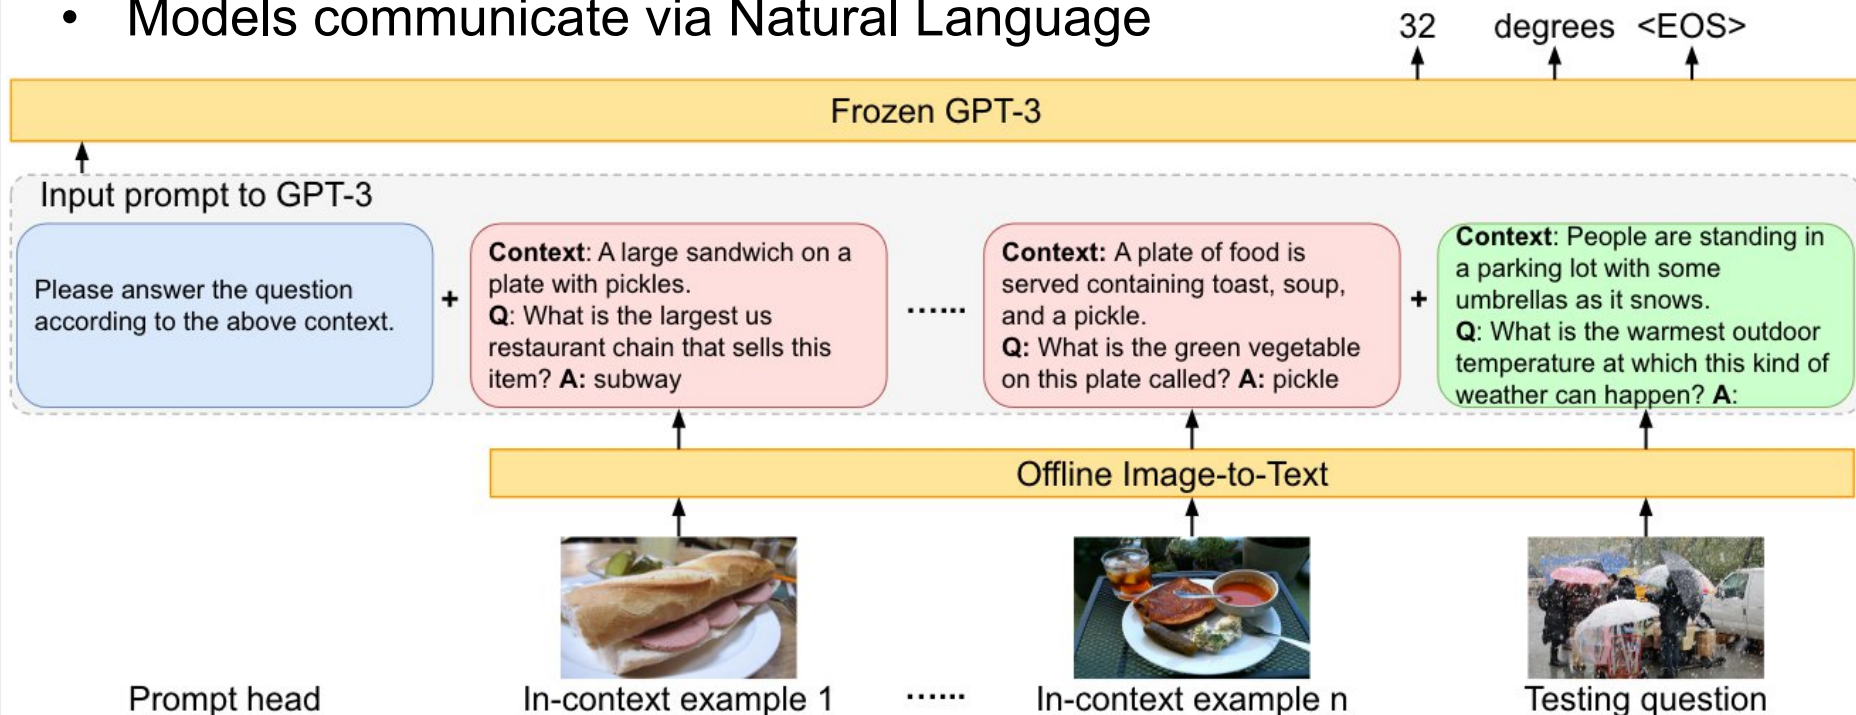 • Models communicate via Natural Language
32 degrees <EOS>
Frozen GPT-3
Input prompt to GPT-3
Please answer the question
according to the above context.
+
Context: A large sandwich on a
plate with pickles.
Q: What is the largest us
restaurant chain that sells this
item? A: subway
......
Context: A plate of food is
served containing toast, soup,
and a pickle.
Q: What is the green vegetable
on this plate called? A: pickle
+
Context: People are standing in
a parking lot with some
umbrellas as it snows.
Q: What is the warmest outdoor
temperature at which this kind of
weather can happen? A:
Offline Image-to-Text
Prompt head
In-context example 1
......
In-context example n
Testing question